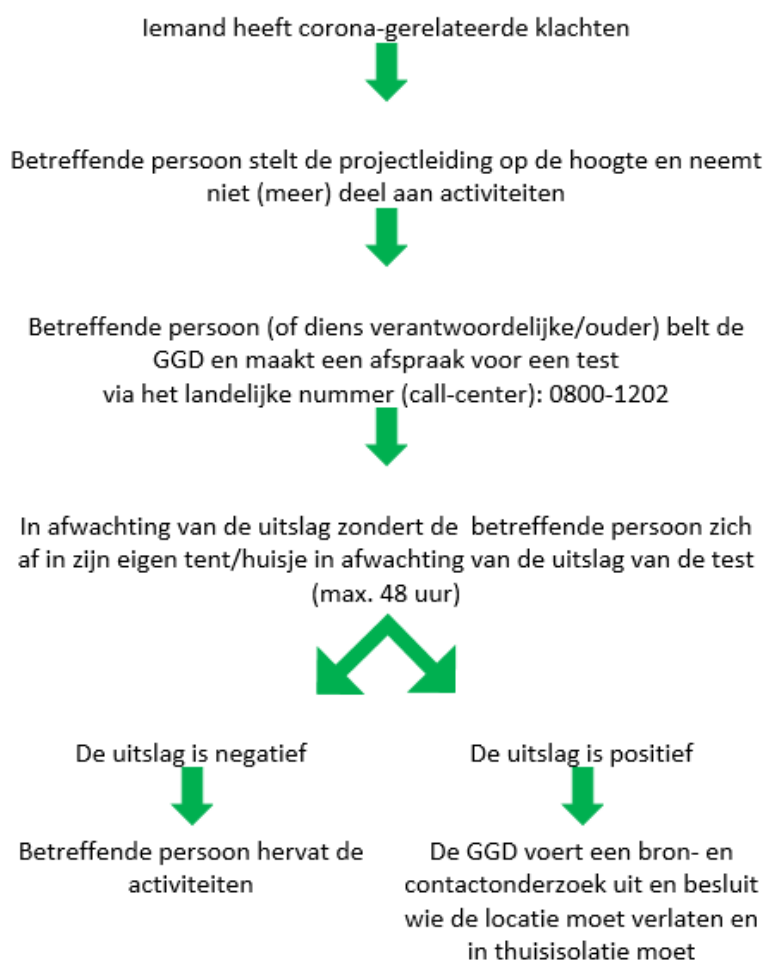 Iemand heeft corona-gerelateerde klachten
Betreffende persoon stelt de projectleiding op de hoogte en neemt
niet (meer) deel aan activiteiten
Betreffende persoon (of diens verantwoordelijke/ouder) belt de
GGD en maakt een afspraak voor een test
via het landelijke nummer (call-center): 0800-1202
In afwachting van de uitslag zondert de betreffende persoon zich
af in zijn eigen tent/huisje in afwachting van de uitslag van de test
(max. 48 uur)
De uitslag is negatief
Betreffende persoon hervat de
activiteiten
De uitslag is positief
De GGD voert een bron- en
contactonderzoek uit en besluit
wie de locatie moet verlaten en
in thuisisolatie moet